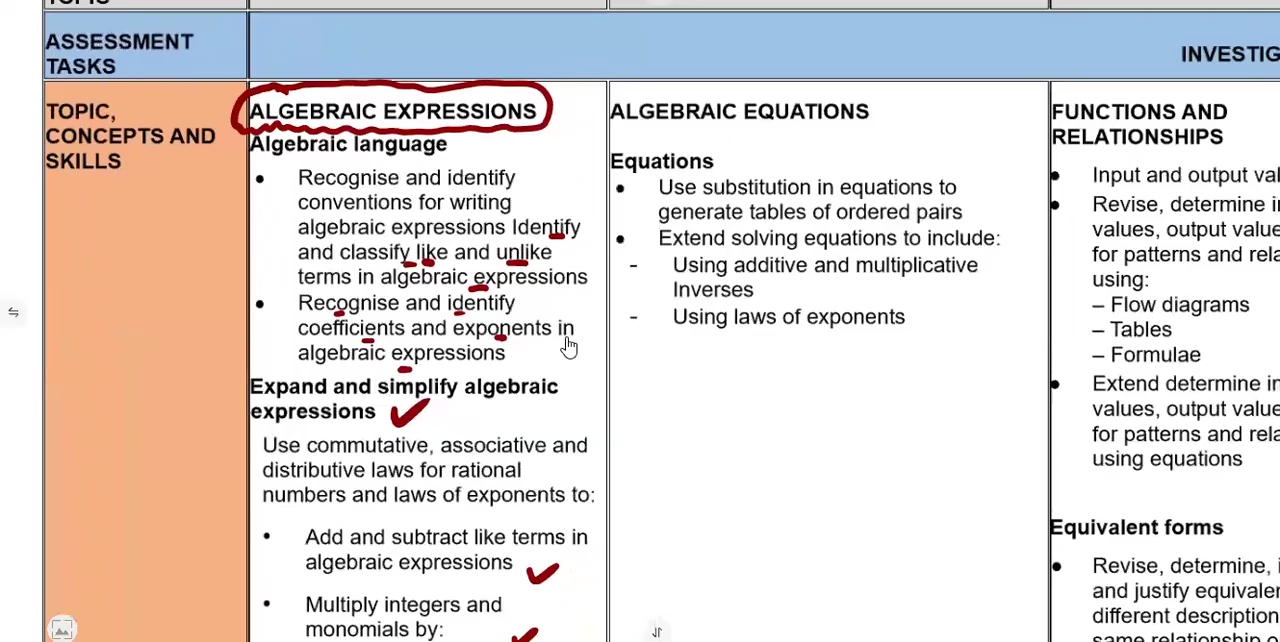 TOPIC
ASSESSMENT
TASKS
INVESTIG
TOPIC,
CONCEPTS AND
SKILLS
ALGEBRAIC EXPRESSIONS
Algebraic language
● Recognise and identify
conventions for writing
algebraic expressions Identify
and classify like and unlike
terms in algebraic expressions
● Recognise and identify
coefficients and exponents in
algebraic expressions
Expand and simplify algebraic
expressions
Use commutative, associative and
distributive laws for rational
numbers and laws of exponents to:
• Add and subtract like terms in
algebraic expressions
• Multiply integers and
monomials by:
ALGEBRAIC EQUATIONS
Equations
● Use substitution in equations to
generate tables of ordered pairs
● Extend solving equations to include:
- Using additive and multiplicative
Inverses
- Using laws of exponents
FUNCTIONS AND
RELATIONSHIPS
● Input and output val
● Revise, determine in
values, output value
for patterns and rela
using:
– Flow diagrams
– Tables
– Formulae
● Extend determine in
values, output value
for patterns and rela
using equations
Equivalent forms
● Revise, determine, i
and justify equivalen
different description
same relationship o